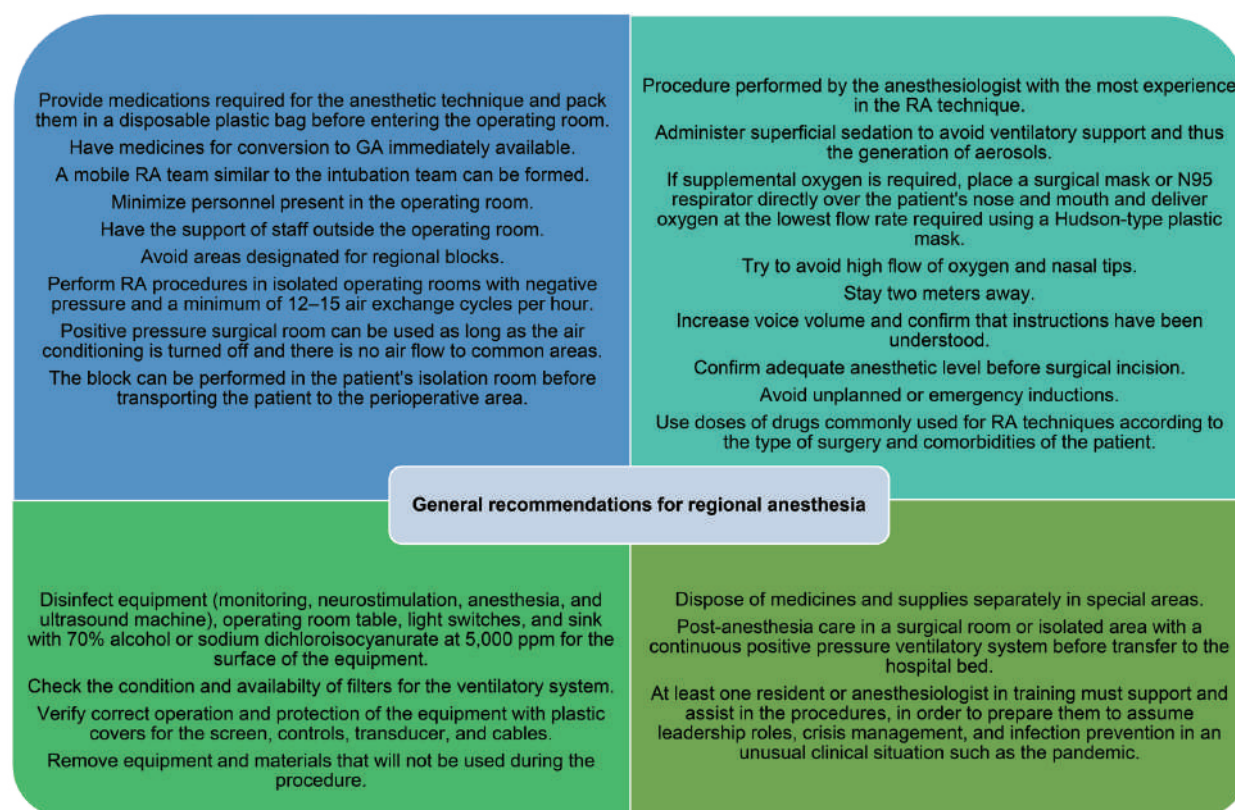 Provide medications required for the anesthetic technique and pack
them in a disposable plastic bag before entering the operating room.
Have medicines for conversion to GA immediately available.
A mobile RA team similar to the intubation team can be formed.
Minimize personnel present in the operating room.
Have the support of staff outside the operating room.
Avoid areas designated for regional blocks.
Perform RA procedures in isolated operating rooms with negative
pressure and a minimum of 12–15 air exchange cycles per hour.
Positive pressure surgical room can be used as long as the air
conditioning is turned off and there is no air flow to common areas.
The block can be performed in the patient's isolation room before
transporting the patient to the perioperative area.
Procedure performed by the anesthesiologist with the most experience
in the RA technique.
Administer superficial sedation to avoid ventilatory support and thus
the generation of aerosols.
If supplemental oxygen is required, place a surgical mask or N95
respirator directly over the patient's nose and mouth and deliver
oxygen at the lowest flow rate required using a Hudson-type plastic
mask.
Try to avoid high flow of oxygen and nasal tips.
Stay two meters away.
Increase voice volume and confirm that instructions have been
understood.
Confirm adequate anesthetic level before surgical incision.
Avoid unplanned or emergency inductions.
Use doses of drugs commonly used for RA techniques according to
the type of surgery and comorbidities of the patient.
General recommendations for regional anesthesia
Disinfect equipment (monitoring, neurostimulation, anesthesia, and
ultrasound machine), operating room table, light switches, and sink
with 70% alcohol or sodium dichloroisocyanurate at 5,000 ppm for the
surface of the equipment.
Check the condition and availabilty of filters for the ventilatory system.
Verify correct operation and protection of the equipment with plastic
covers for the screen, controls, transducer, and cables.
Remove equipment and materials that will not be used during the
procedure.
Dispose of medicines and supplies separately in special areas.
Post-anesthesia care in a surgical room or isolated area with a
continuous positive pressure ventilatory system before transfer to the
hospital bed.
At least one resident or anesthesiologist in training must support and
assist in the procedures, in order to prepare them to assume
leadership roles, crisis management, and infection prevention in an
unusual clinical situation such as the pandemic.